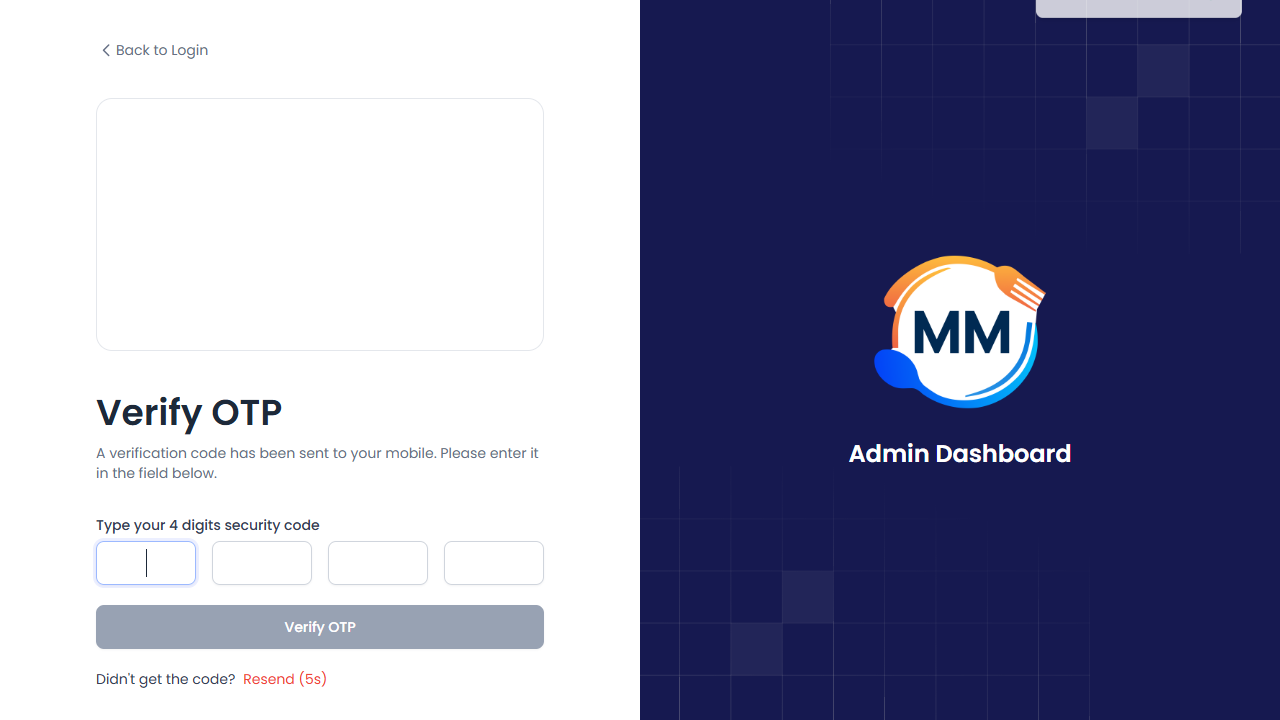 Back to Login
Verify OTP
A verification code has been sent to your mobile. Please enter it
in the field below.
Type your 4 digits security code
Verify OTP
Didn't get the code? Resend (5s)
MM
Admin Dashboard